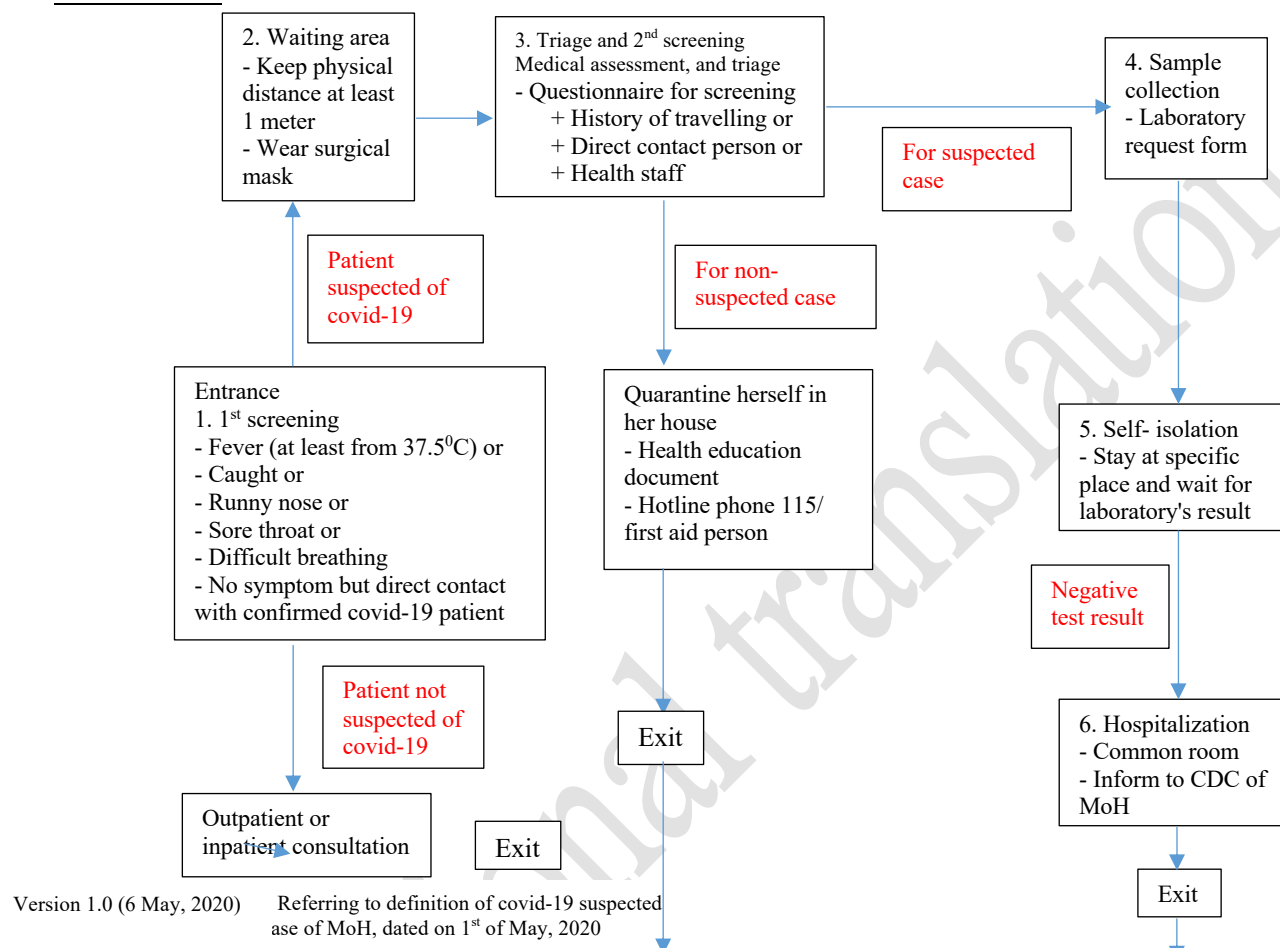 2. Waiting area
- Keep physical
distance at least
1 meter
- Wear surgical
mask
3. Triage and 2nd screening
Medical assessment, and triage
- Questionnaire for screening
+ History of travelling or
+ Direct contact person or
+ Health staff
4. Sample
collection
- Laboratory
request form
For suspected
case
Patient
suspected of
covid-19
For non-
suspected case
Entrance
1. 1st screening
- Fever (at least from 37.5⁰C) or
- Caught or
- Runny nose or
- Sore throat or
- Difficult breathing
- No symptom but direct contact
with confirmed covid-19 patient
Quarantine herself in
her house
- Health education
document
- Hotline phone 115/
first aid person
5. Self- isolation
- Stay at specific
place and wait for
laboratory's result
Negative
test result
Patient not
suspected of
covid-19
Exit
6. Hospitalization
- Common room
- Inform to CDC of
MoH
Outpatient or
inpatient consultation
Exit
Exit
Version 1.0 (6 May, 2020)
Referring to definition of covid-19 suspected
ase of MoH, dated on 1st of May, 2020
nal translation